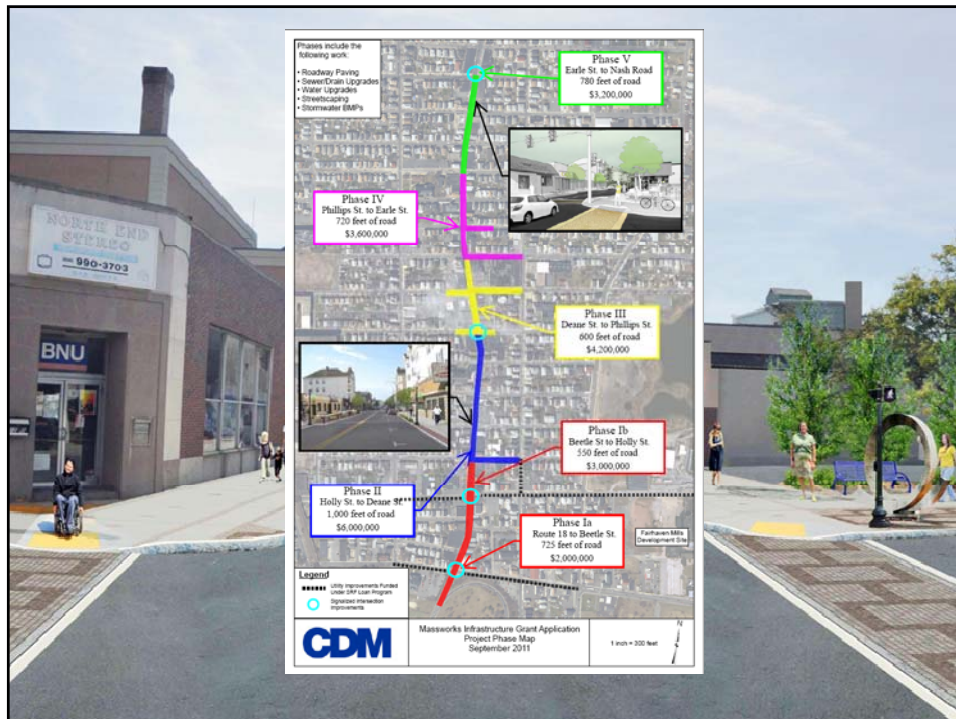 Phases include the
following work:
• Roadway Paving
• Sewer/Drain Upgrades
• Water Upgrades
• Streetscaping
• Stormwater BMPs
Phase V
Earle St. to Nash Road
780 feet of road
$3,200,000
Phase IV
Phillips St. to Earle St.
720 feet of road
$3,600,000
NORTH END
STEREO
990-3703
BNU
Phase III
Deane St. to Phillips St.
600 feet of road
$4,200,000
Phase Ib
Beetle St to Holly St.
550 feet of road
$3,000,000
Phase II
Holly St. to Deane St.
1,000 feet of road
$6,000,000
Phase Ia
Route 18 to Beetle St.
725 feet of road
$2,000,000
Fairhaven Mills
Development Site
Legend
Utility Improvements Funded
Under SRF Loan Program
Signalized Intersection
Improvements
CDM
Massworks Infrastructure Grant Application
Project Phase Map
September 2011
1 inch = 200 feet
N